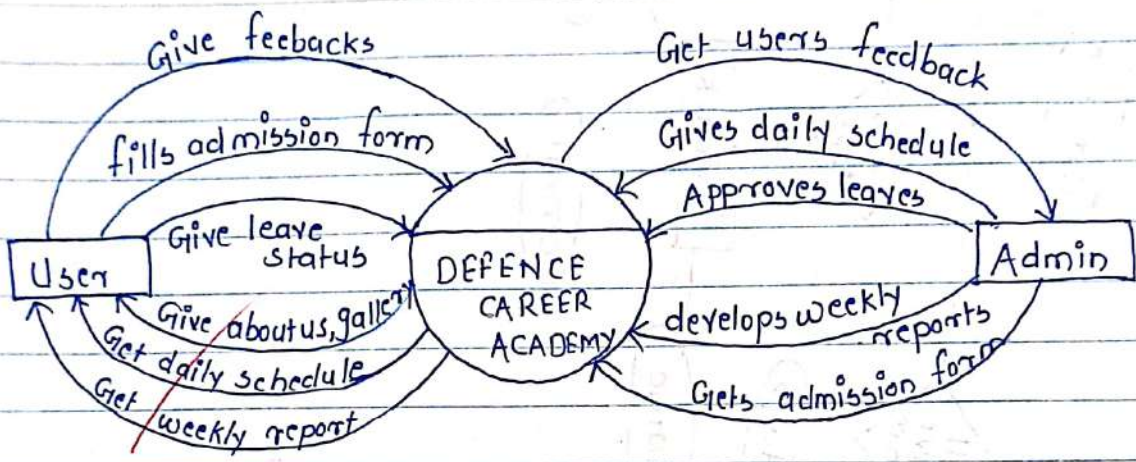 Give feebacks
fills admission form
Give leave
status
User
Give aboutus, gallery
Get daily schedule
Get weekly report
DEFENCE
CAREER
ACADEMY
Get users feedback
Gives daily schedule
Approves leaves
Admin
develops weekly
reports
Gets admission form